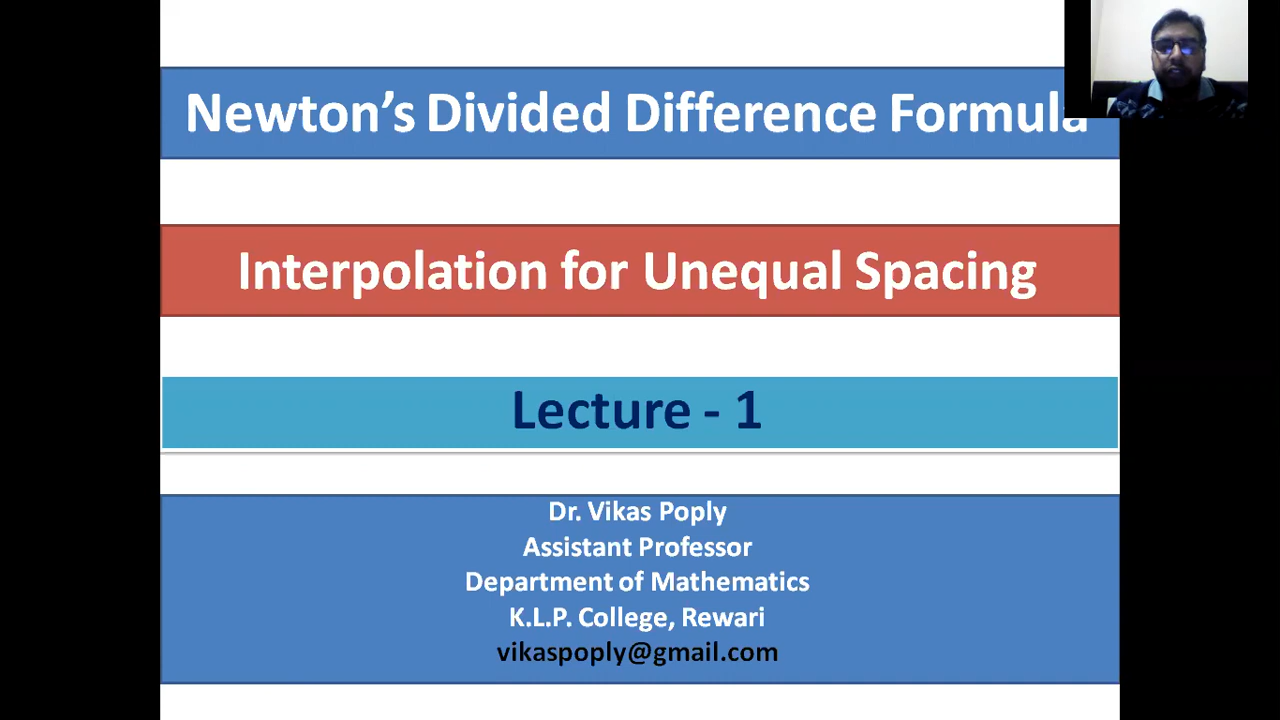 Newton's Divided Difference Formula
Interpolation for Unequal Spacing
Lecture - 1
Dr. Vikas Poply
Assistant Professor
Department of Mathematics
K.L.P. College, Rewari
vikaspoply@gmail.com